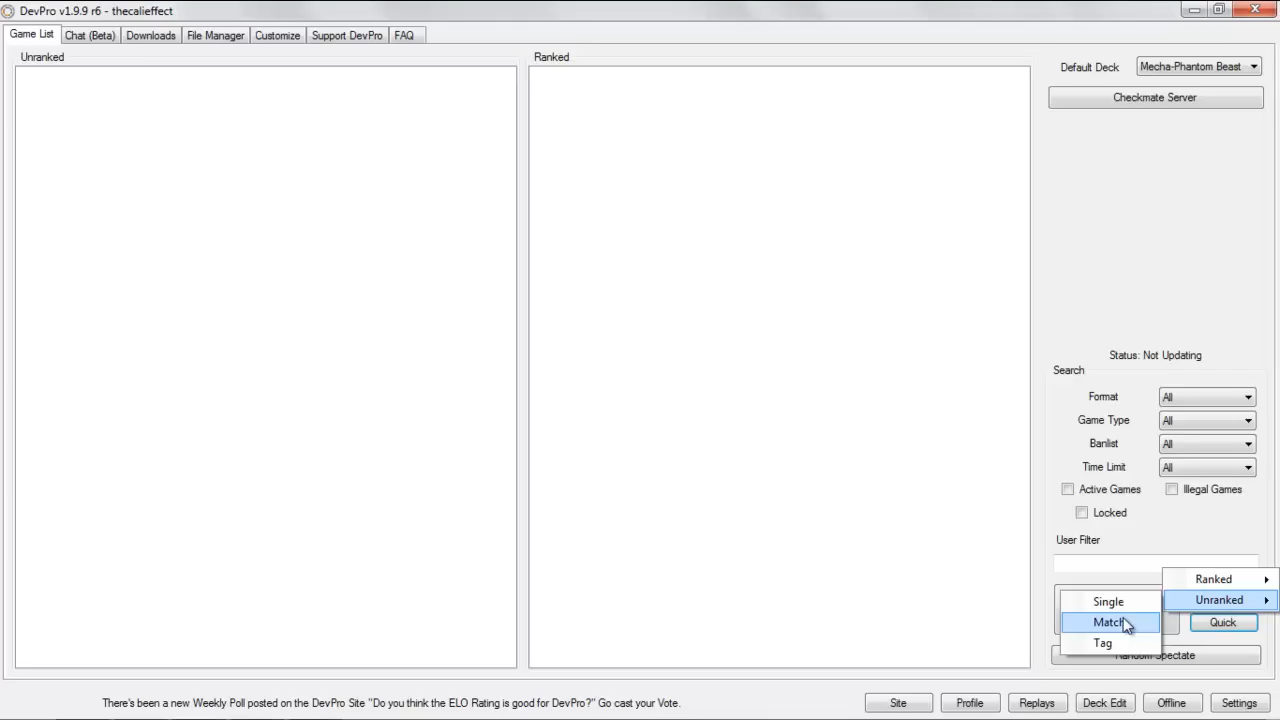 DevPro v1.9.9 r6 - thecalieffect
Game List
Chat (Beta)
Downloads
File Manager
Customize
Support DevPro
FAQ
Unranked
Ranked
Default Deck
Mecha-Phantom Beast
Checkmate Server
Status: Not Updating
Search
Format
All
Game Type
All
Banlist
All
Time Limit
All
Active Games
Illegal Games
Locked
User Filter
Ranked
Unranked
Single
Match
Tag
Quick
Random Spectate
There's been a new Weekly Poll posted on the DevPro Site "Do you think the ELO Rating is good for DevPro?" Go cast your Vote.
Site
Profile
Replays
Deck Edit
Offline
Settings